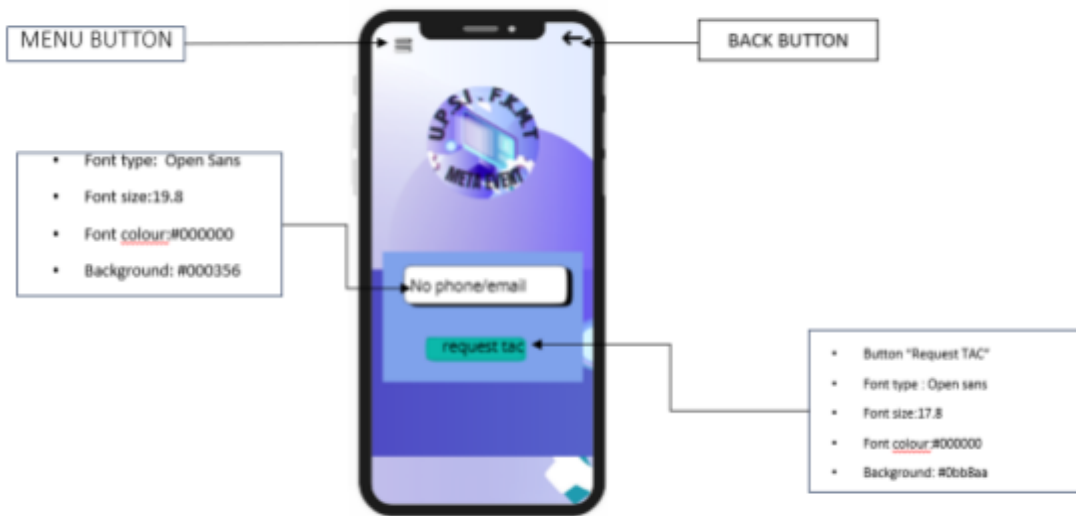 MENU BUTTON
BACK BUTTON
U.P.S.I . F.K.M.T
META EVENT
• Font type: Open Sans
• Font size:19.8
• Font colour:#000000
• Background: #000356
No phone/email
request tac
• Button "Request TAC"
• Font type : Open sans
• Font size:17.8
• Font colour:#000000
• Background: #0bb8aa